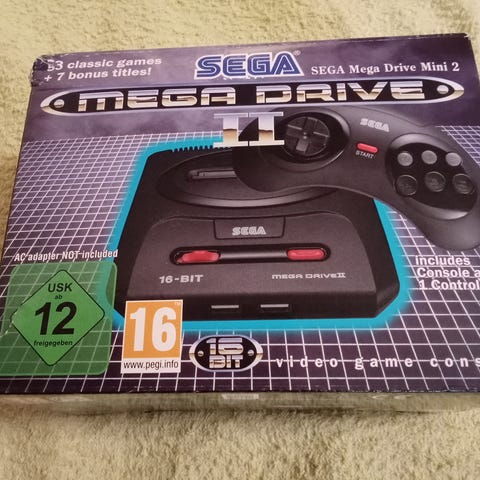 3 classic games
+ 7 bonus titles!
SEGA
SEGA Mega Drive Mini 2
MEGA DRIVE
II
SEGA
START
SEGA
16-BIT
MEGA DRIVE II
AC adapter NOT included
includes
Console a
1 Control
USK
ab
12
freigegeben
16
www.pegi.info
16
BIT
video game cons